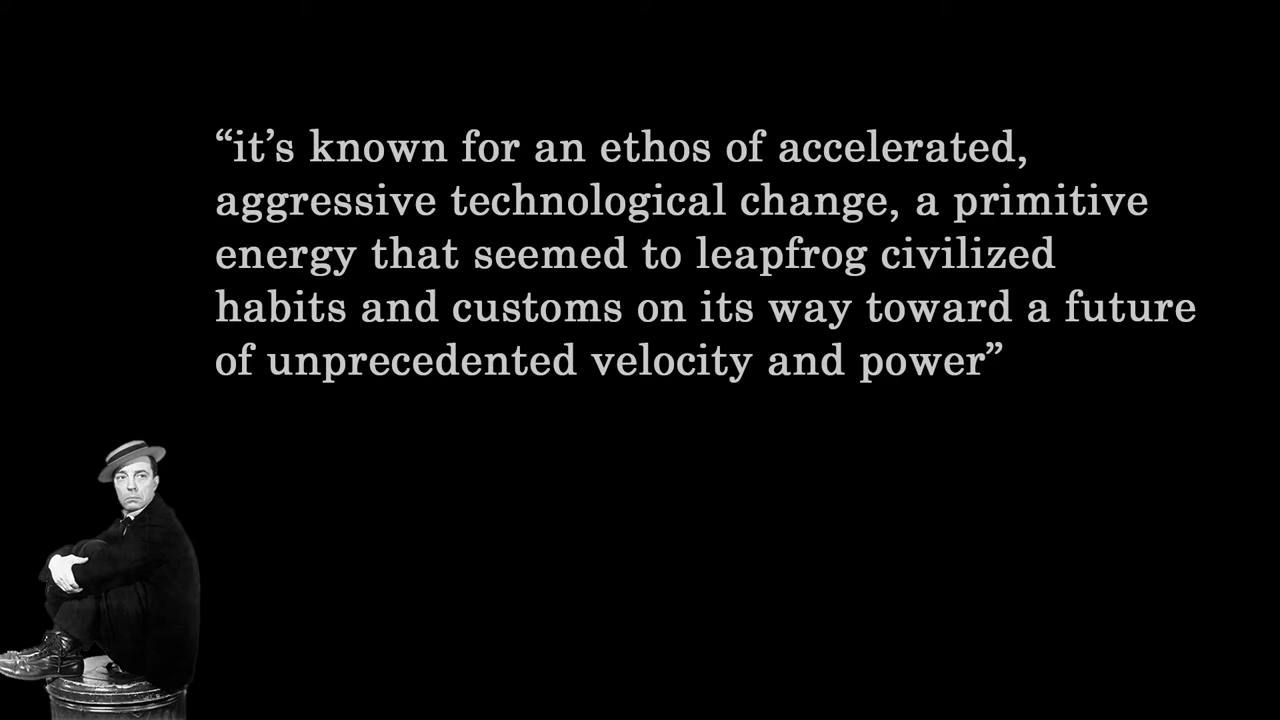 “it’s known for an ethos of accelerated,
aggressive technological change, a primitive
energy that seemed to leapfrog civilized
habits and customs on its way toward a future
of unprecedented velocity and power”